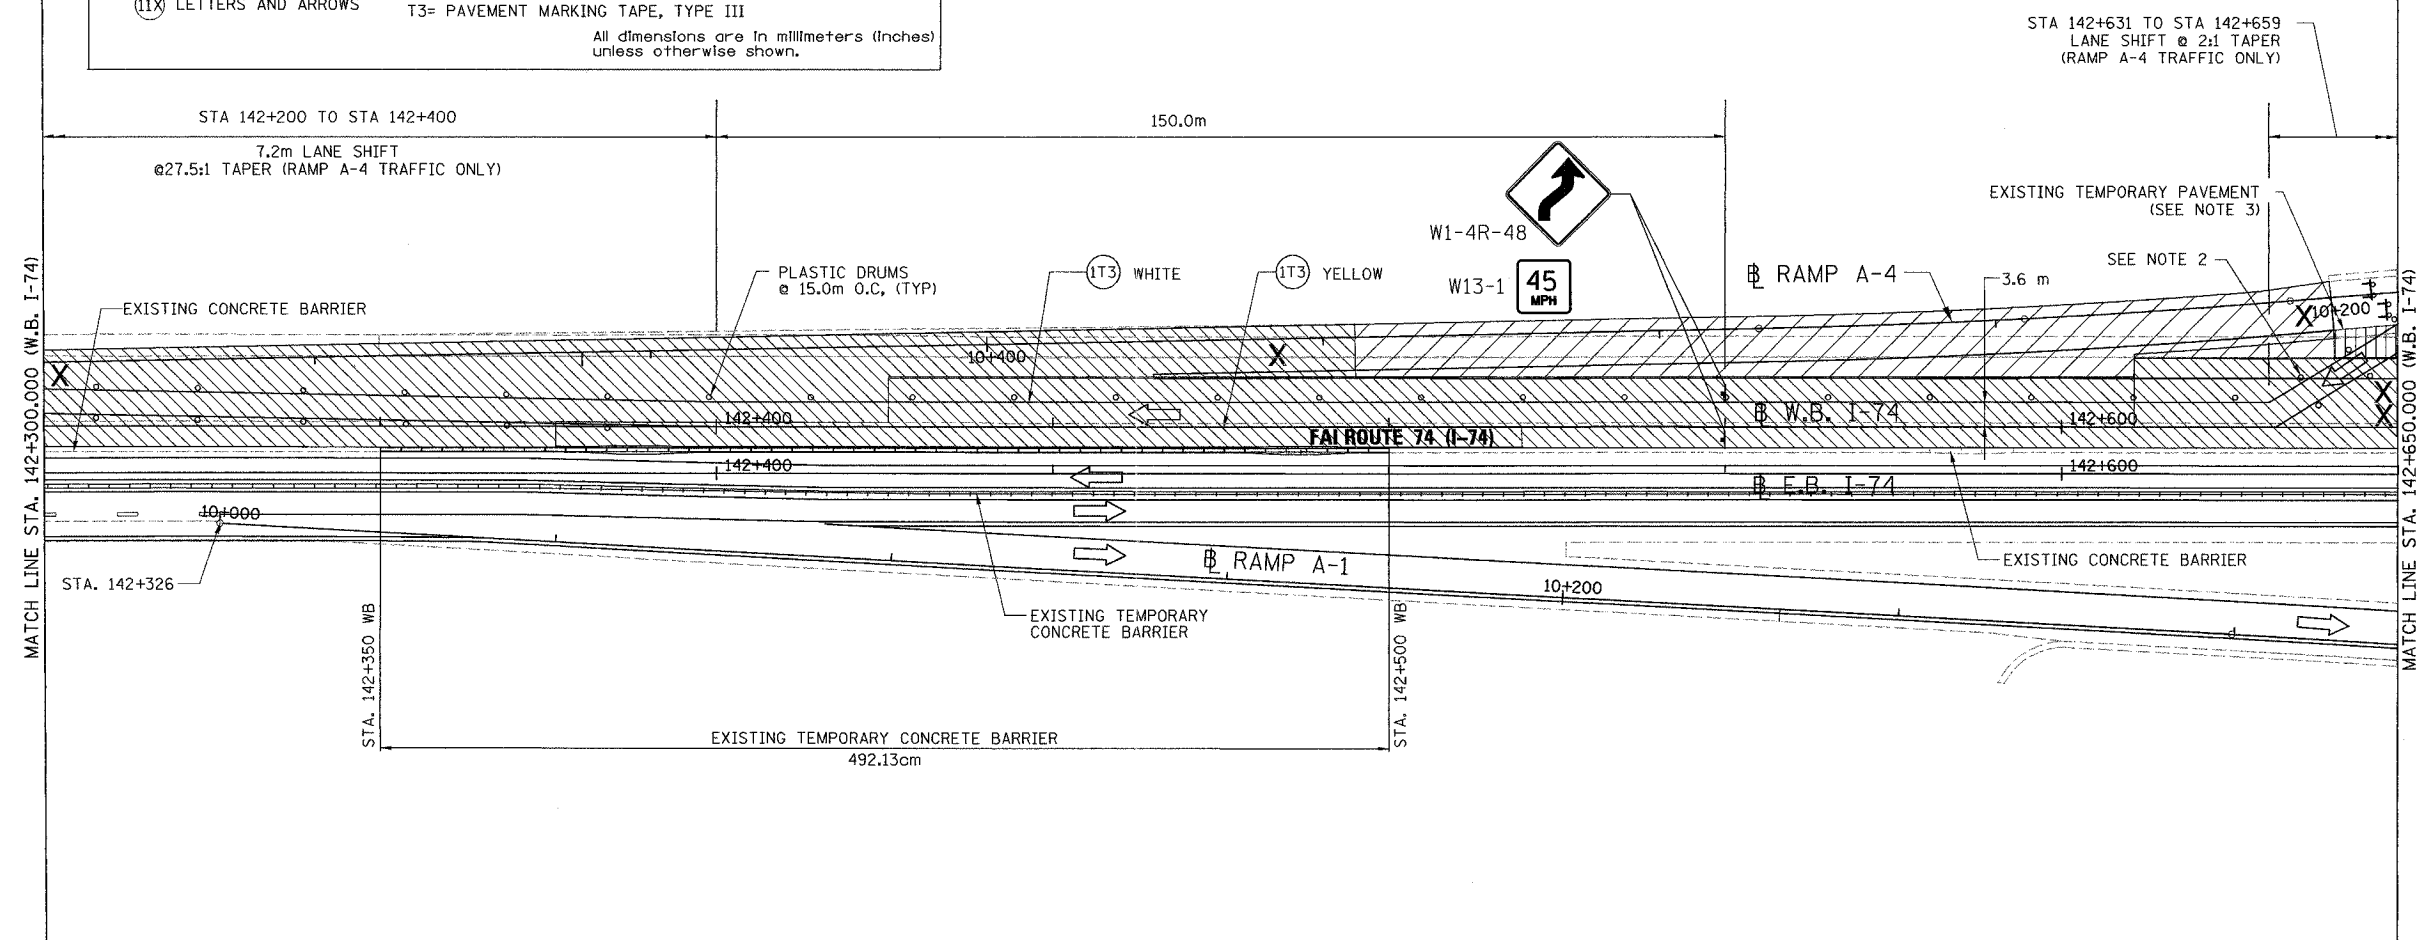 11X LETTERS AND ARROWS
T3= PAVEMENT MARKING TAPE, TYPE III
All dimensions are in millimeters (inches)
unless otherwise shown.
STA 142+631 TO STA 142+659
LANE SHIFT @ 2:1 TAPER
(RAMP A-4 TRAFFIC ONLY)
STA 142+200 TO STA 142+400
7.2m LANE SHIFT
@27.5:1 TAPER (RAMP A-4 TRAFFIC ONLY)
150.0m
EXISTING TEMPORARY PAVEMENT
(SEE NOTE 3)
W1-4R-48
SEE NOTE 2
PLASTIC DRUMS
@ 15.0m O.C, (TYP)
1T3 WHITE
1T3 YELLOW
W13-1
45
MPH
BL RAMP A-4
3.6 m
EXISTING CONCRETE BARRIER
X
10+200
10+400
X
X
X
X
142+400
BL W.B. I-74
142+600
FAI ROUTE 74 (I-74)
142+400
142+600
BL E.B. I-74
10+000
STA. 142+326
BL RAMP A-1
EXISTING CONCRETE BARRIER
10+200
EXISTING TEMPORARY
CONCRETE BARRIER
STA. 142+350 WB
STA. 142+500 WB
EXISTING TEMPORARY CONCRETE BARRIER
492.13cm
MATCH LINE STA. 142+300.000 (W.B. I-74)
MATCH LINE STA. 142+650.000 (W.B. I-74)